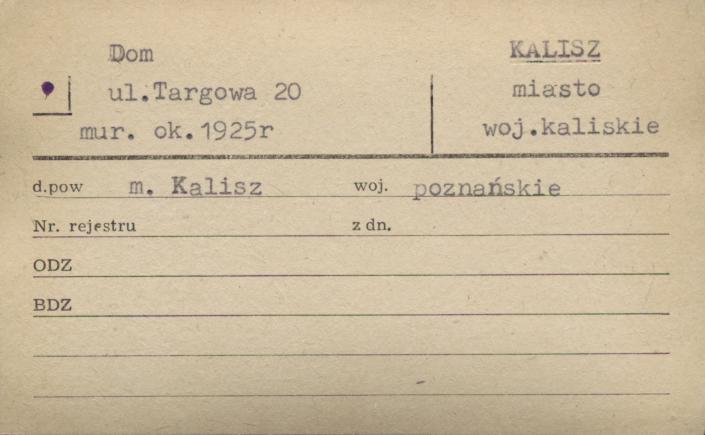 Dom
ul.Targowa 20
mur. ok.1925r
KALISZ
miasto
woj.kaliskie
d.pow m. Kalisz woj. poznańskie
Nr. rejestru z dn.
ODZ
BDZ